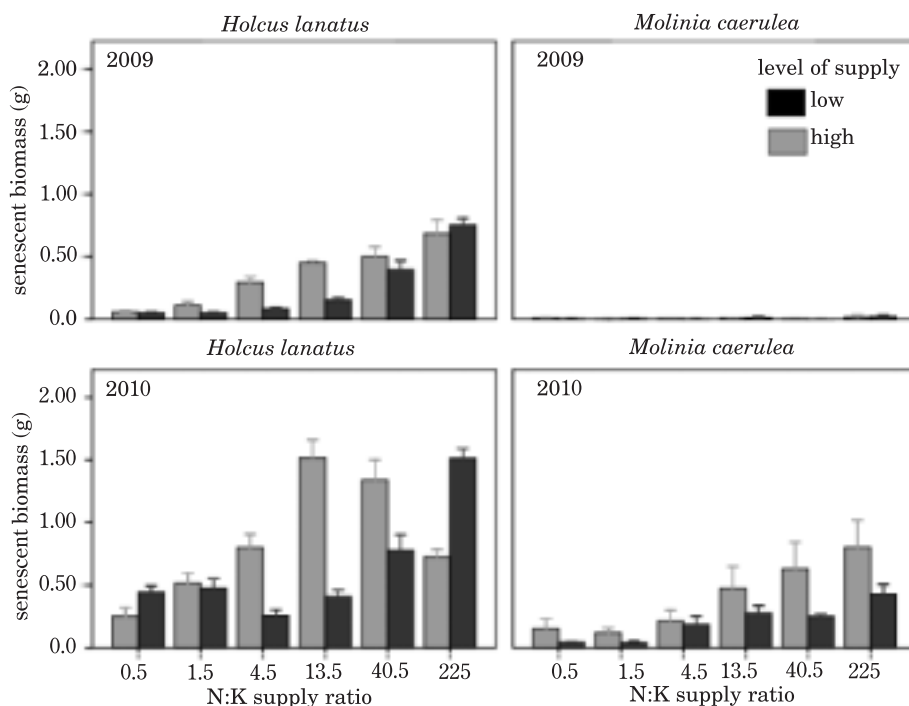 Holcus lanatus
Molinia caerulea
2009
2009
level of supply
low
high
senescent biomass (g)
2.00
1.50
1.00
0.50
0.0
Holcus lanatus
Molinia caerulea
2010
2010
senescent biomass (g)
2.00
1.50
1.00
0.50
0.0
0.5 1.5 4.5 13.5 40.5 225
0.5 1.5 4.5 13.5 40.5 225
N:K supply ratio
N:K supply ratio